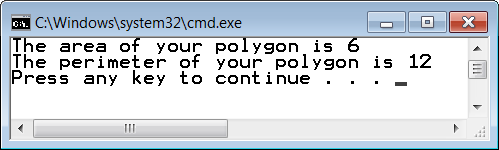 C:\Windows\system32\cmd.exe
The area of your polygon is 6
The perimeter of your polygon is 12
Press any key to continue . . .